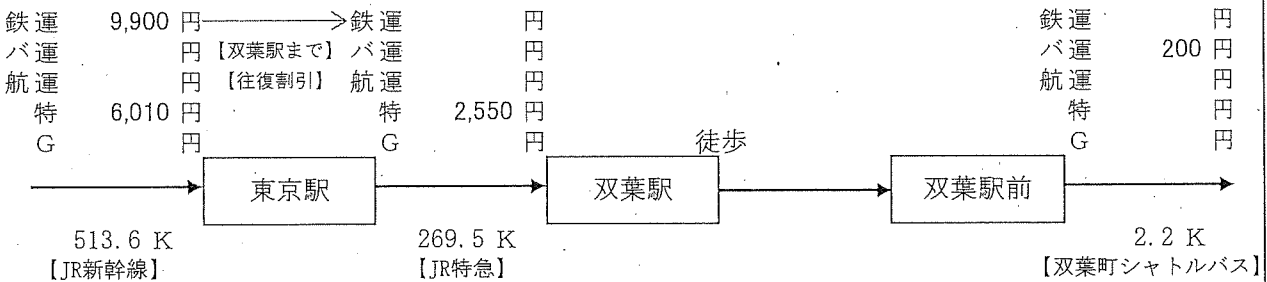 鉄運 9,900 円 → 鉄運 円 鉄運 円
バ運 円 【双葉駅まで】 バ運 円 バ運 200 円
航運 円 【往復割引】 航運 円 航運 円
特 6,010 円 特 2,550 円 特 円
G 円 G 円 G 円
徒歩
東京駅 双葉駅 双葉駅前
513.6 K 269.5 K 2.2 K
【JR新幹線】 【JR特急】 【双葉町シャトルバス】